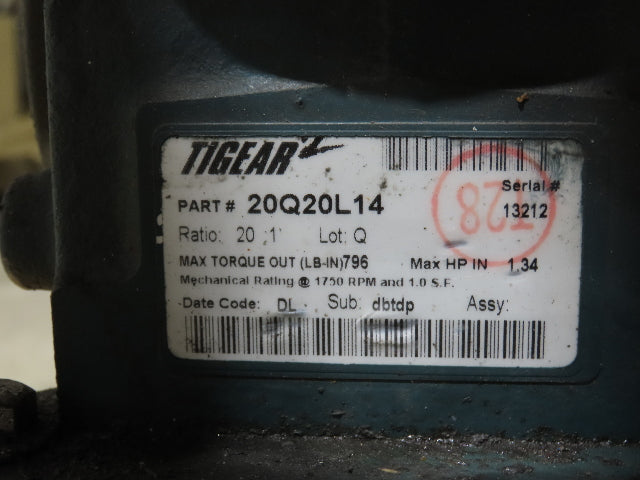 TIGEAR
Serial #
PART # 20Q20L14 13212
Ratio: 20 :1 Lot: Q
MAX TORQUE OUT (LB-IN)796 Max HP IN 1.34
Mechanical Rating @ 1750 RPM and 1.0 S.F.
Date Code: DL Sub: dbtdp Assy:
T28